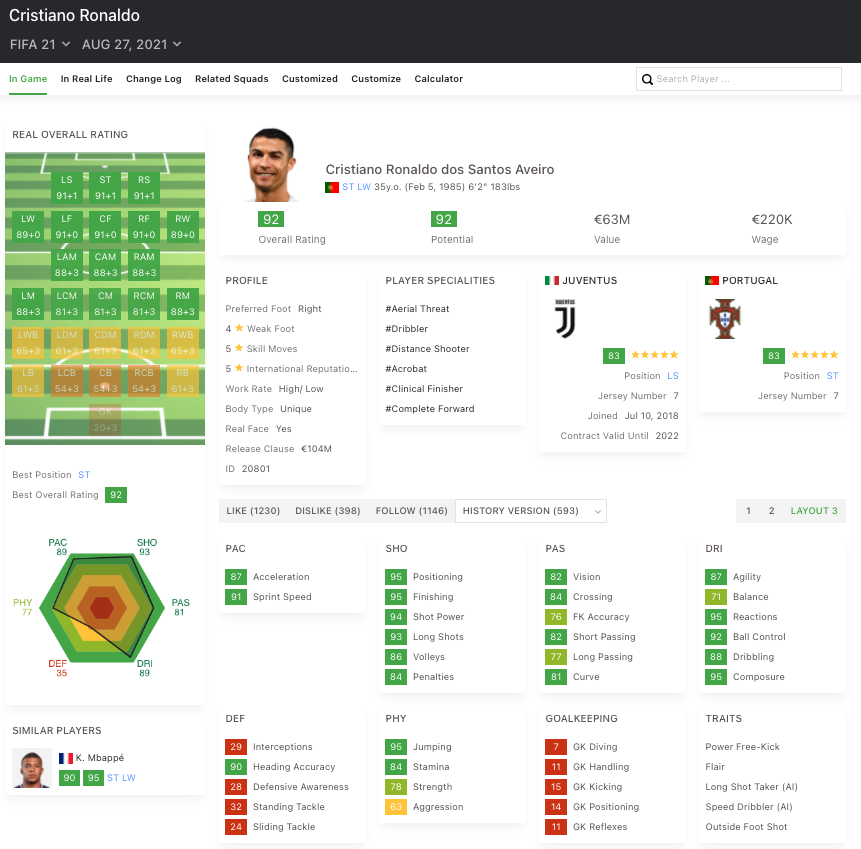 Cristiano Ronaldo
FIFA 21 AUG 27, 2021
In Game In Real Life Change Log Related Squads Customized Customize Calculator Search Player ...
REAL OVERALL RATING
LS ST RS
91+1 91+1 91+1
LW LF CF RF RW
89+0 91+0 91+0 91+0 89+0
LAM CAM RAM
88+3 88+3 88+3
LM LCM CM RCM RM
88+3 81+3 81+3 81+3 88+3
LWB LDM CDM RDM RWB
65+3 61+3 61+3 61+3 65+3
LB LCB CB RCB RB
61+3 54+3 54+3 54+3 61+3
GK
20+3
Best Position ST
Best Overall Rating 92
PAC
89
SHO
93
PHY
77
PAS
81
DEF
35
DRI
89
SIMILAR PLAYERS
K. Mbappé
90 95 ST LW
Cristiano Ronaldo dos Santos Aveiro
ST LW 35y.o. (Feb 5, 1985) 6'2" 183lbs
92 92 €63M €220K
Overall Rating Potential Value Wage
PROFILE
Preferred Foot Right
4 Weak Foot
5 Skill Moves
5 International Reputatio...
Work Rate High/ Low
Body Type Unique
Real Face Yes
Release Clause €104M
ID 20801
PLAYER SPECIALITIES
#Aerial Threat
#Dribbler
#Distance Shooter
#Acrobat
#Clinical Finisher
#Complete Forward
JUVENTUS
JUVENTUS
83
Position LS
Jersey Number 7
Joined Jul 10, 2018
Contract Valid Until 2022
PORTUGAL
83
Position ST
Jersey Number 7
LIKE (1230) DISLIKE (398) FOLLOW (1146) HISTORY VERSION (593) 1 2 LAYOUT 3
PAC
87 Acceleration
91 Sprint Speed
SHO
95 Positioning
95 Finishing
94 Shot Power
93 Long Shots
86 Volleys
84 Penalties
PAS
82 Vision
84 Crossing
76 FK Accuracy
82 Short Passing
77 Long Passing
81 Curve
DRI
87 Agility
71 Balance
95 Reactions
92 Ball Control
88 Dribbling
95 Composure
DEF
29 Interceptions
90 Heading Accuracy
28 Defensive Awareness
32 Standing Tackle
24 Sliding Tackle
PHY
95 Jumping
84 Stamina
78 Strength
63 Aggression
GOALKEEPING
7 GK Diving
11 GK Handling
15 GK Kicking
14 GK Positioning
11 GK Reflexes
TRAITS
Power Free-Kick
Flair
Long Shot Taker (AI)
Speed Dribbler (AI)
Outside Foot Shot